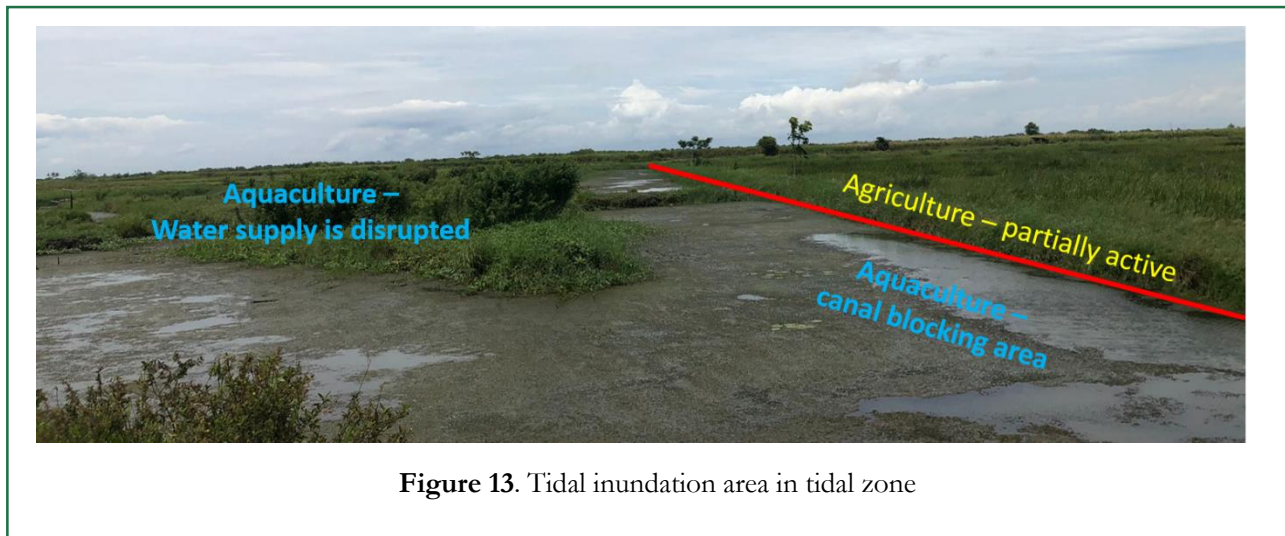 Aquaculture –
Water supply is disrupted
Agriculture – partially active
Aquaculture –
canal blocking area
Figure 13. Tidal inundation area in tidal zone